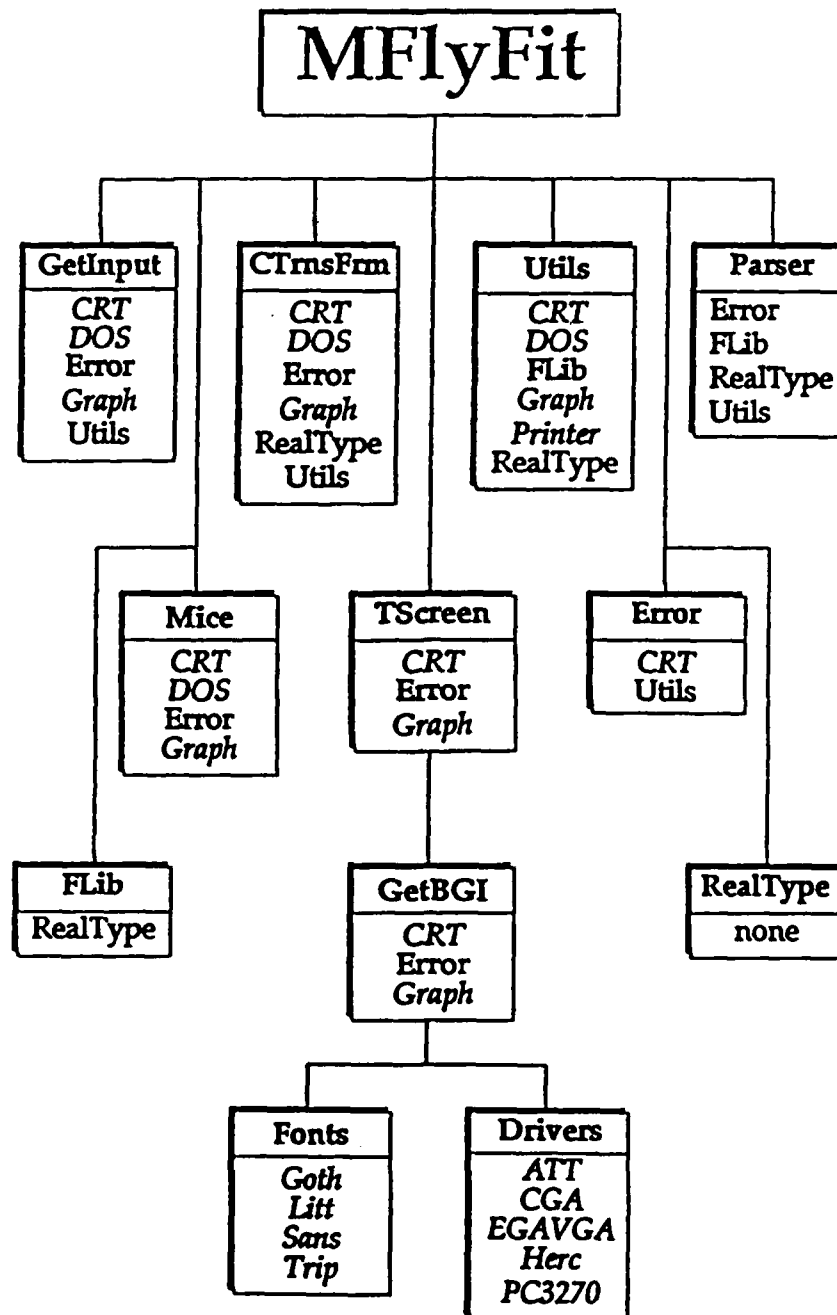 MFlyFit
GetInput
CRT
DOS
Error
Graph
Utils
CTrnsFrm
CRT
DOS
Error
Graph
RealType
Utils
Utils
CRT
DOS
FLib
Graph
Printer
RealType
Parser
Error
FLib
RealType
Utils
Mice
CRT
DOS
Error
Graph
TScreen
CRT
Error
Graph
Error
CRT
Utils
FLib
RealType
GetBGI
CRT
Error
Graph
RealType
none
Fonts
Goth
Litt
Sans
Trip
Drivers
ATT
CGA
EGAVGA
Herc
PC3270